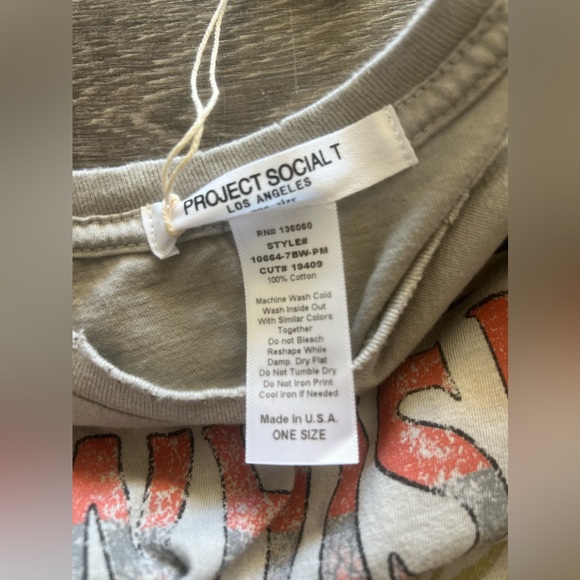 PROJECT SOCIAL T
LOS ANGELES
RN# 136060
STYLE#
10664-7BW-PM
CUT# 19409
100% Cotton
Machine Wash Cold
Wash Inside Out
With Similar Colors
Together
Do not Bleach
Reshape While
Damp. Dry Flat
Do Not Tumble Dry
Do Not Iron Print
Cool Iron If Needed
Made In U.S.A.
ONE SIZE